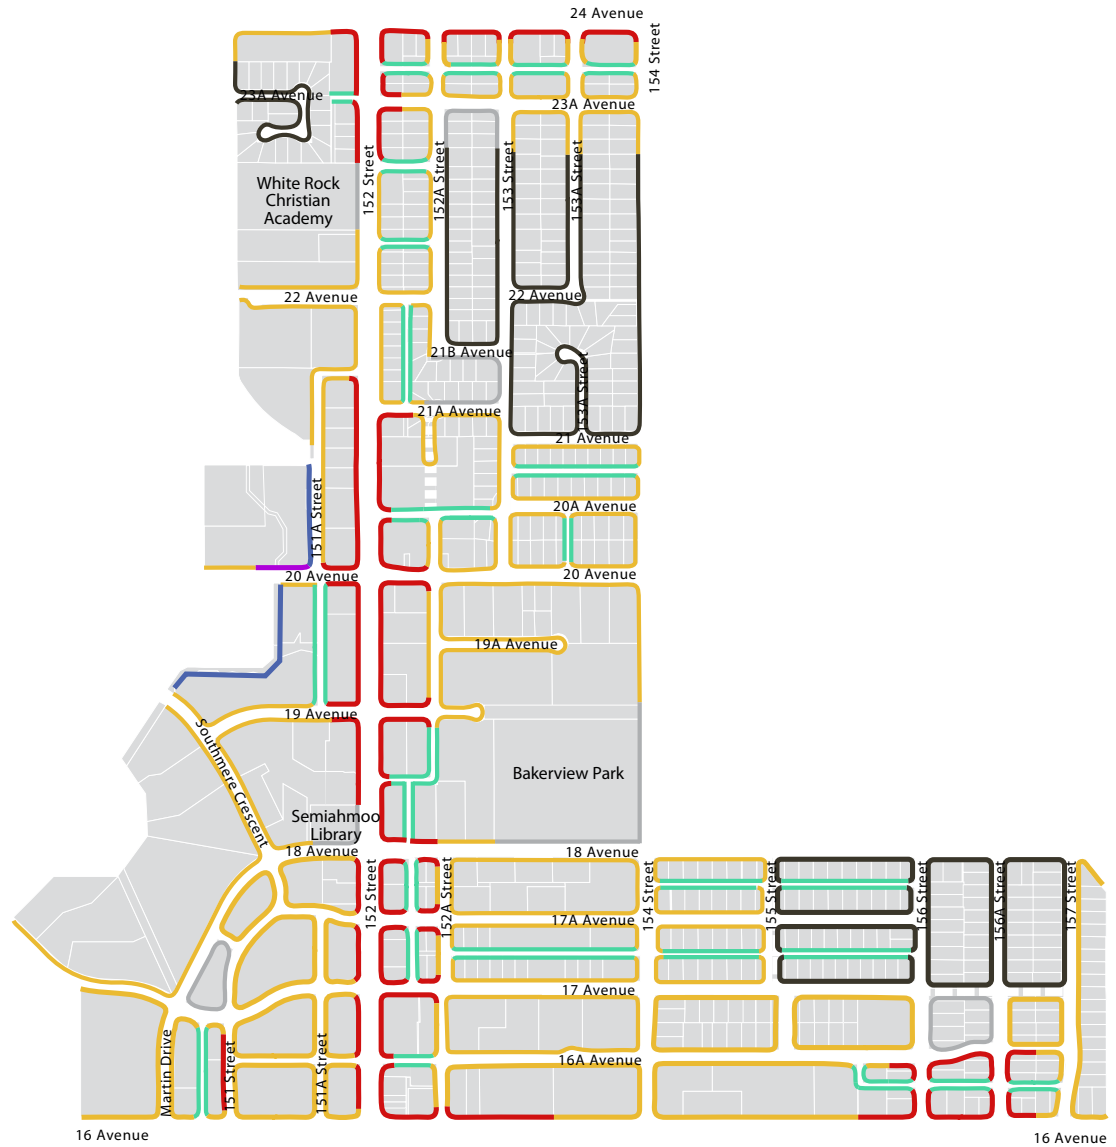 24 Avenue
154 Street
23A Avenue
23A Avenue
152 Street
152A Street
153 Street
153A Street
White Rock
Christian
Academy
22 Avenue
22 Avenue
21B Avenue
153A Street
21A Avenue
21 Avenue
151A Street
20A Avenue
20 Avenue
20 Avenue
19A Avenue
19 Avenue
Southmere Crescent
Bakerview Park
Semiahmoo
Library
18 Avenue
18 Avenue
152 Street
152A Street
154 Street
155 Street
156 Street
156A Street
157 Street
17A Avenue
17 Avenue
Martin Drive
151 Street
151A Street
16A Avenue
16 Avenue
16 Avenue